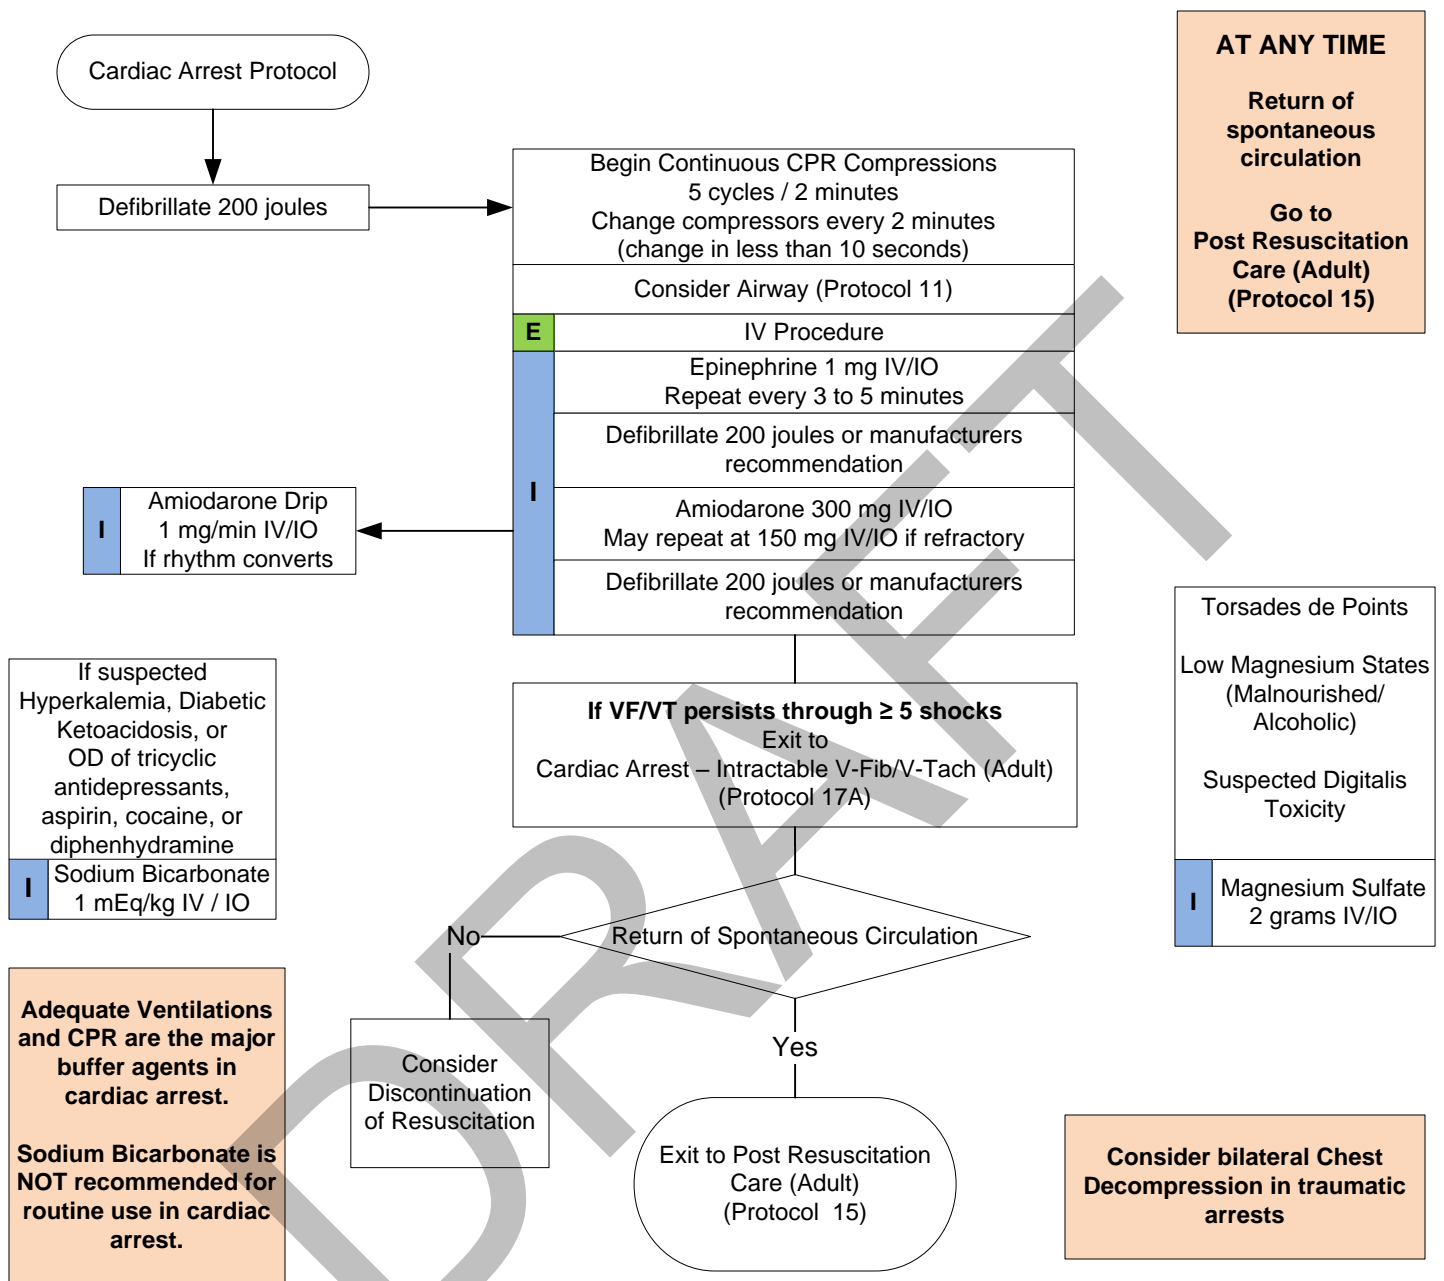 Cardiac Arrest Protocol
Defibrillate 200 joules
Begin Continuous CPR Compressions
5 cycles / 2 minutes
Change compressors every 2 minutes
(change in less than 10 seconds)
Consider Airway (Protocol 11)
E
IV Procedure
I
Epinephrine 1 mg IV/IO
Repeat every 3 to 5 minutes
Defibrillate 200 joules or manufacturers
recommendation
Amiodarone 300 mg IV/IO
May repeat at 150 mg IV/IO if refractory
Defibrillate 200 joules or manufacturers
recommendation
I
Amiodarone Drip
1 mg/min IV/IO
If rhythm converts
AT ANY TIME
Return of
spontaneous
circulation
Go to
Post Resuscitation
Care (Adult)
(Protocol 15)
If suspected
Hyperkalemia, Diabetic
Ketoacidosis, or
OD of tricyclic
antidepressants,
aspirin, cocaine, or
diphenhydramine
I
Sodium Bicarbonate
1 mEq/kg IV / IO
If VF/VT persists through ≥ 5 shocks
Exit to
Cardiac Arrest – Intractable V-Fib/V-Tach (Adult)
(Protocol 17A)
Torsades de Points
Low Magnesium States
(Malnourished/
Alcoholic)
Suspected Digitalis
Toxicity
I
Magnesium Sulfate
2 grams IV/IO
Return of Spontaneous Circulation
No
Yes
Adequate Ventilations
and CPR are the major
buffer agents in
cardiac arrest.
Sodium Bicarbonate is
NOT recommended for
routine use in cardiac
arrest.
Consider
Discontinuation
of Resuscitation
Exit to Post Resuscitation
Care (Adult)
(Protocol 15)
Consider bilateral Chest
Decompression in traumatic
arrests
DRAFT